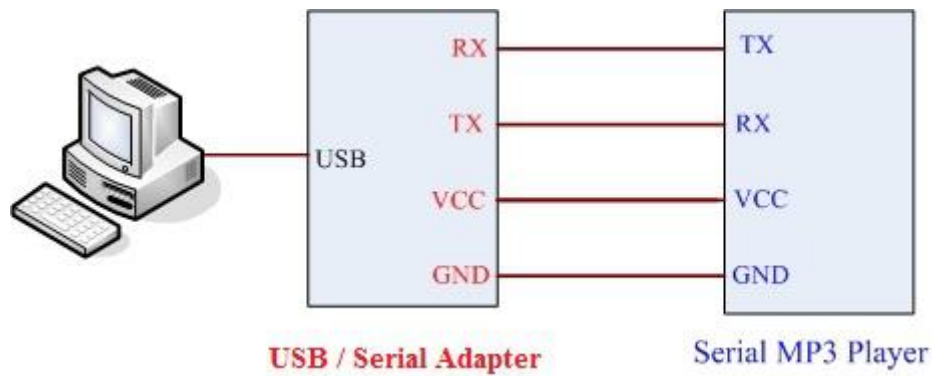 RX TX
TX RX
USB
VCC VCC
GND GND
USB / Serial Adapter
Serial MP3 Player